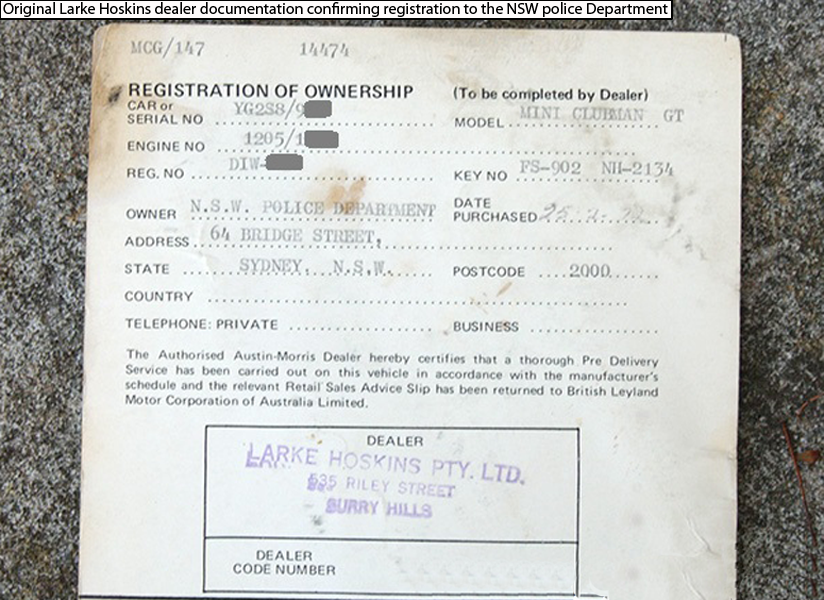 Original Larke Hoskins dealer documentation confirming registration to the NSW police Department
MCG/147 14474
REGISTRATION OF OWNERSHIP (To be completed by Dealer)
CAR or
SERIAL NO YG2S8/9 MODEL MINI CLUBMAN GT
ENGINE NO 1205/1
REG. NO DIW- KEY NO FS-902 NH-2134
OWNER N.S.W. POLICE DEPARTMENT DATE
PURCHASED
ADDRESS 64 BRIDGE STREET,
STATE SYDNEY, N.S.W. POSTCODE 2000
COUNTRY
TELEPHONE: PRIVATE BUSINESS
The Authorised Austin-Morris Dealer hereby certifies that a thorough Pre Delivery
Service has been carried out on this vehicle in accordance with the manufacturer's
schedule and the relevant Retail Sales Advice Slip has been returned to British Leyland
Motor Corporation of Australia Limited.
DEALER
LARKE HOSKINS PTY. LTD.
535 RILEY STREET
SURRY HILLS
DEALER
CODE NUMBER